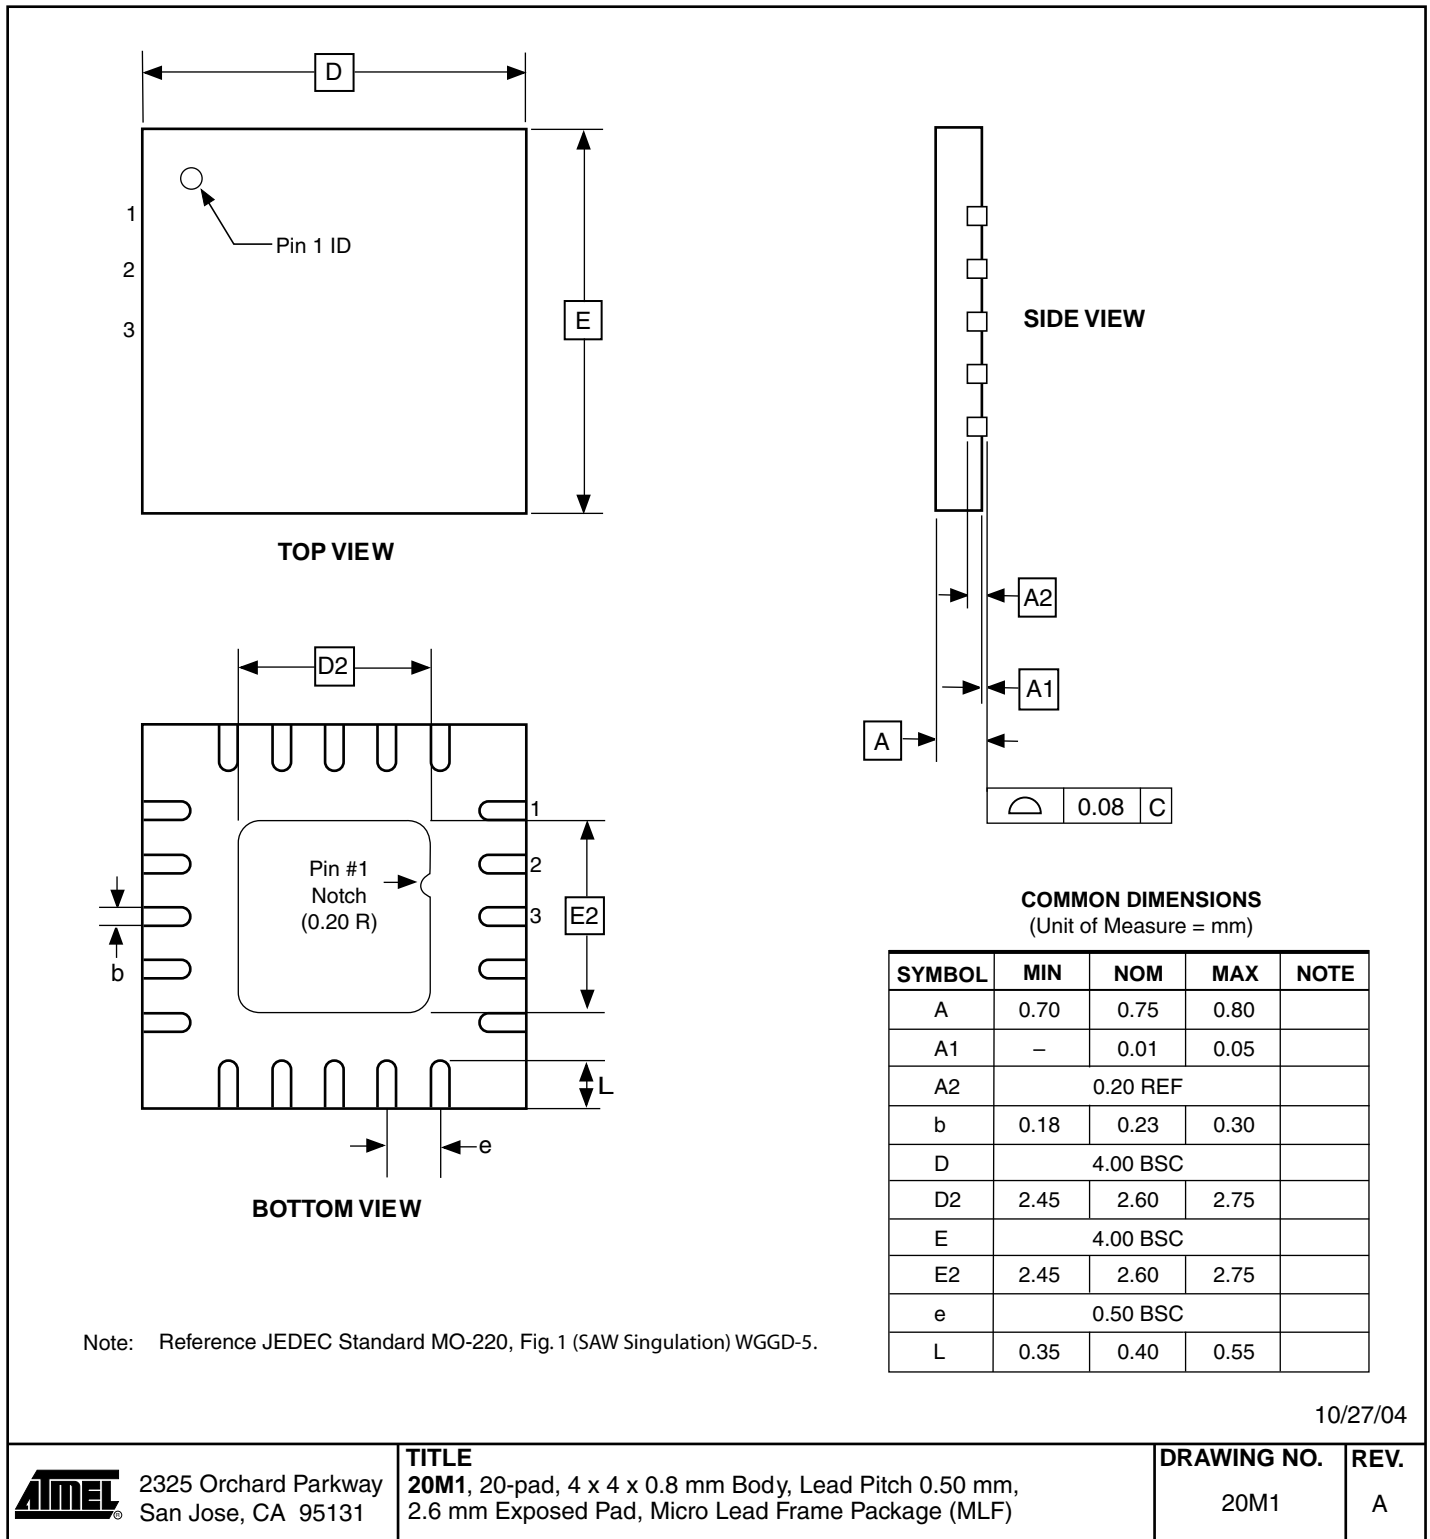 D
1
Pin 1 ID
2
3
E
SIDE VIEW
TOP VIEW
A2
A1
A
0.08 C
D2
1
Pin #1
Notch
(0.20 R)
2
3
E2
b
L
e
BOTTOM VIEW
COMMON DIMENSIONS
(Unit of Measure = mm)
SYMBOL MIN NOM MAX NOTE
A 0.70 0.75 0.80
A1 – 0.01 0.05
A2 0.20 REF
b 0.18 0.23 0.30
D 4.00 BSC
D2 2.45 2.60 2.75
E 4.00 BSC
E2 2.45 2.60 2.75
e 0.50 BSC
L 0.35 0.40 0.55
Note: Reference JEDEC Standard MO-220, Fig. 1 (SAW Singulation) WGGD-5.
10/27/04
ATMEL ®
2325 Orchard Parkway
San Jose, CA 95131
TITLE
20M1, 20-pad, 4 x 4 x 0.8 mm Body, Lead Pitch 0.50 mm,
2.6 mm Exposed Pad, Micro Lead Frame Package (MLF)
DRAWING NO.
20M1
REV.
A